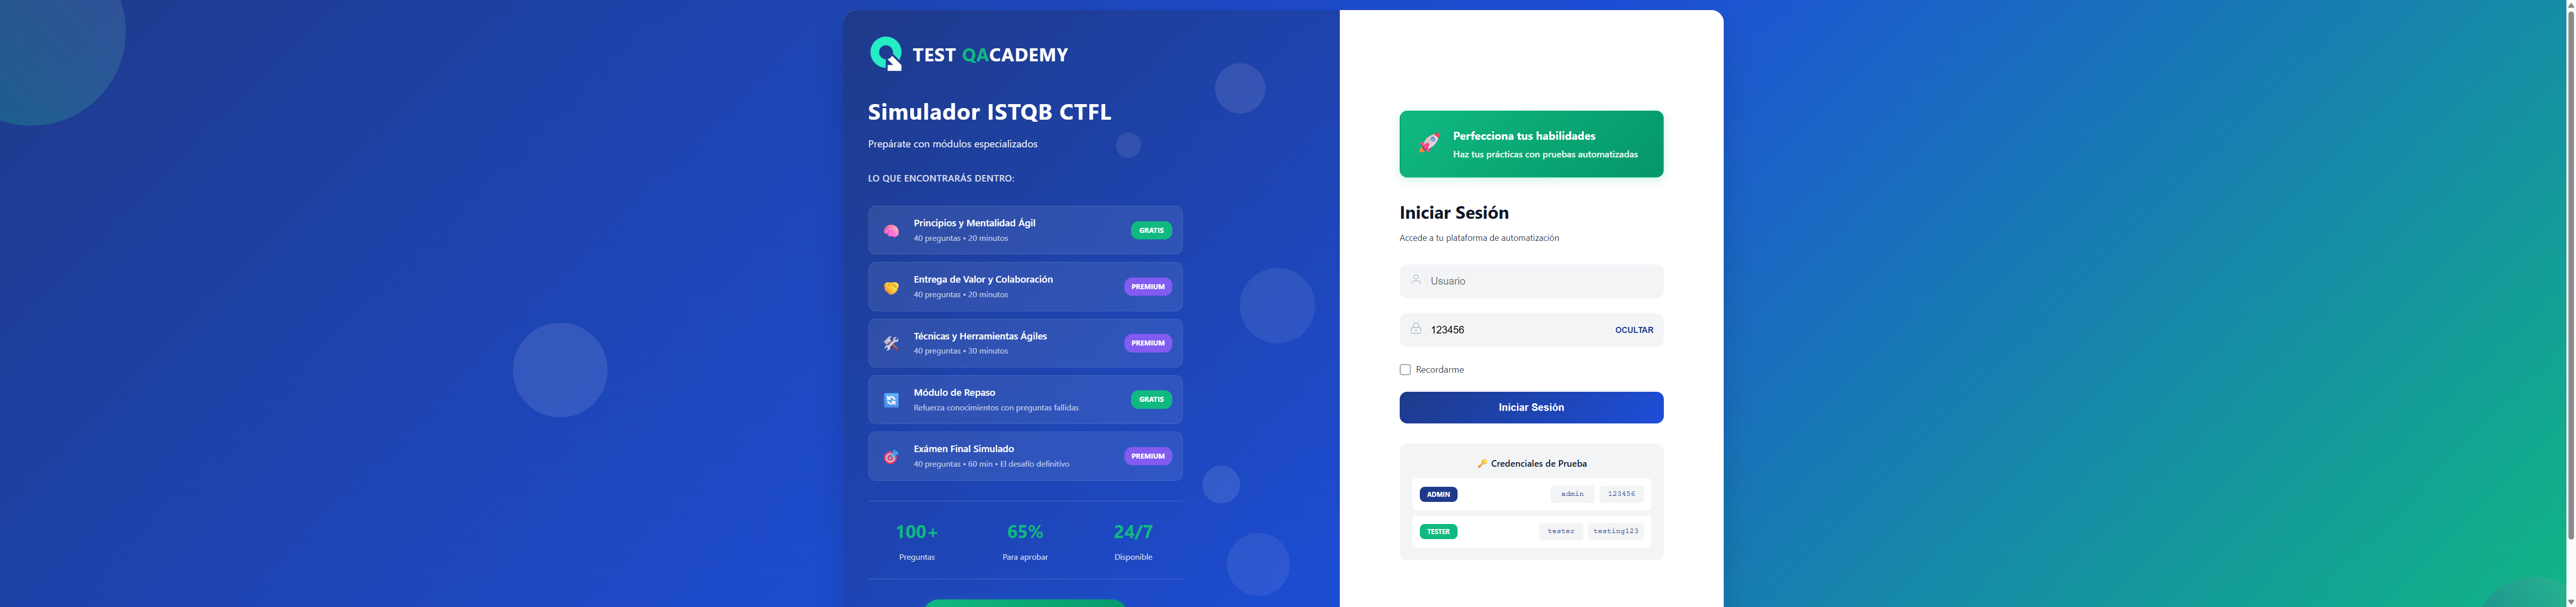 TEST QACADEMY
Simulador ISTQB CTFL
Prepárate con módulos especializados
LO QUE ENCONTRARÁS DENTRO:
Principios y Mentalidad Ágil
40 preguntas • 20 minutos
GRATIS
Entrega de Valor y Colaboración
40 preguntas • 20 minutos
PREMIUM
Técnicas y Herramientas Ágiles
40 preguntas • 30 minutos
PREMIUM
Módulo de Repaso
Refuerza conocimientos con preguntas fallidas
GRATIS
Exámen Final Simulado
40 preguntas • 60 min • El desafío definitivo
PREMIUM
100+
Preguntas
65%
Para aprobar
24/7
Disponible
Perfecciona tus habilidades
Haz tus prácticas con pruebas automatizadas
Iniciar Sesión
Accede a tu plataforma de automatización
Usuario
123456
OCULTAR
Recordarme
Iniciar Sesión
Credenciales de Prueba
ADMIN
admin
123456
TESTER
tester
testing123